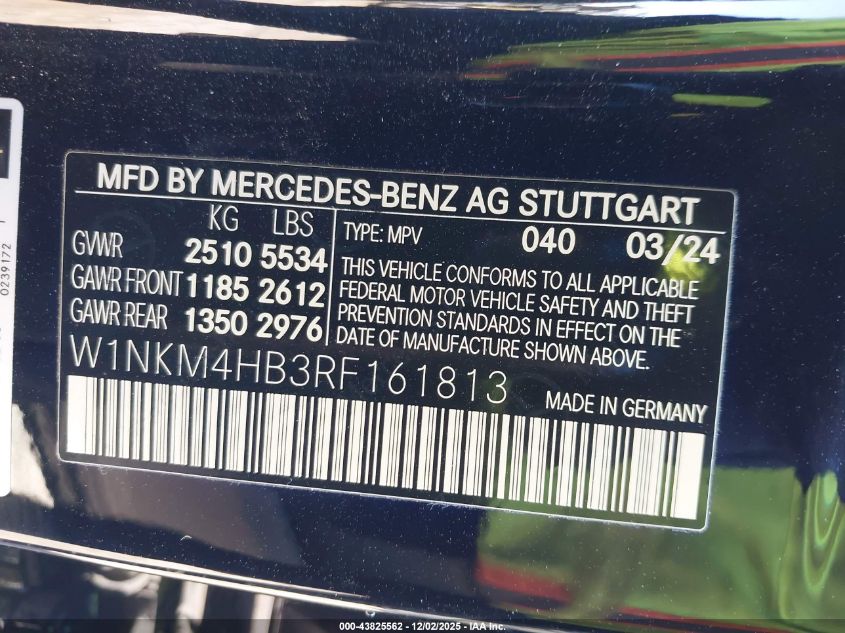 MFD BY MERCEDES-BENZ AG STUTTGART
KG LBS
GVWR 2510 5534
GAWR FRONT 1185 2612
GAWR REAR 1350 2976
TYPE: MPV 040 03/24
THIS VEHICLE CONFORMS TO ALL APPLICABLE
FEDERAL MOTOR VEHICLE SAFETY AND THEFT
PREVENTION STANDARDS IN EFFECT ON THE
DATE OF MANUFACTURE SHOWN ABOVE.
W1NKM4HB3RF161813
MADE IN GERMANY
0239172
000-43825562 - 12/02/2025 - IAA Inc.